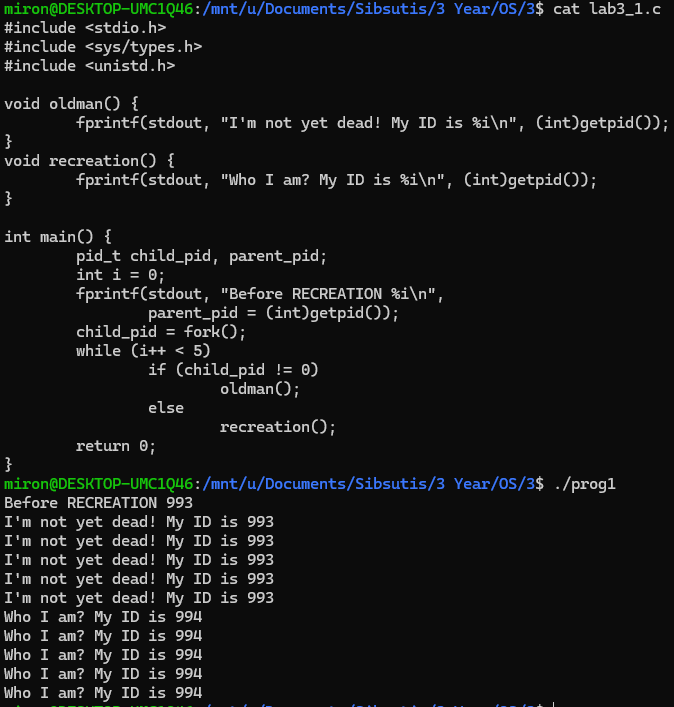 miron@DESKTOP-UMC1Q46:/mnt/u/Documents/Sibsutis/3 Year/OS/3$ cat lab3_1.c
#include <stdio.h>
#include <sys/types.h>
#include <unistd.h>

void oldman() {
        fprintf(stdout, "I'm not yet dead! My ID is %i\n", (int)getpid());
}
void recreation() {
        fprintf(stdout, "Who I am? My ID is %i\n", (int)getpid());
}

int main() {
        pid_t child_pid, parent_pid;
        int i = 0;
        fprintf(stdout, "Before RECREATION %i\n",
                parent_pid = (int)getpid());
        child_pid = fork();
        while (i++ < 5)
                if (child_pid != 0)
                        oldman();
                else
                        recreation();
        return 0;
}
miron@DESKTOP-UMC1Q46:/mnt/u/Documents/Sibsutis/3 Year/OS/3$ ./prog1
Before RECREATION 993
I'm not yet dead! My ID is 993
I'm not yet dead! My ID is 993
I'm not yet dead! My ID is 993
I'm not yet dead! My ID is 993
I'm not yet dead! My ID is 993
Who I am? My ID is 994
Who I am? My ID is 994
Who I am? My ID is 994
Who I am? My ID is 994
Who I am? My ID is 994